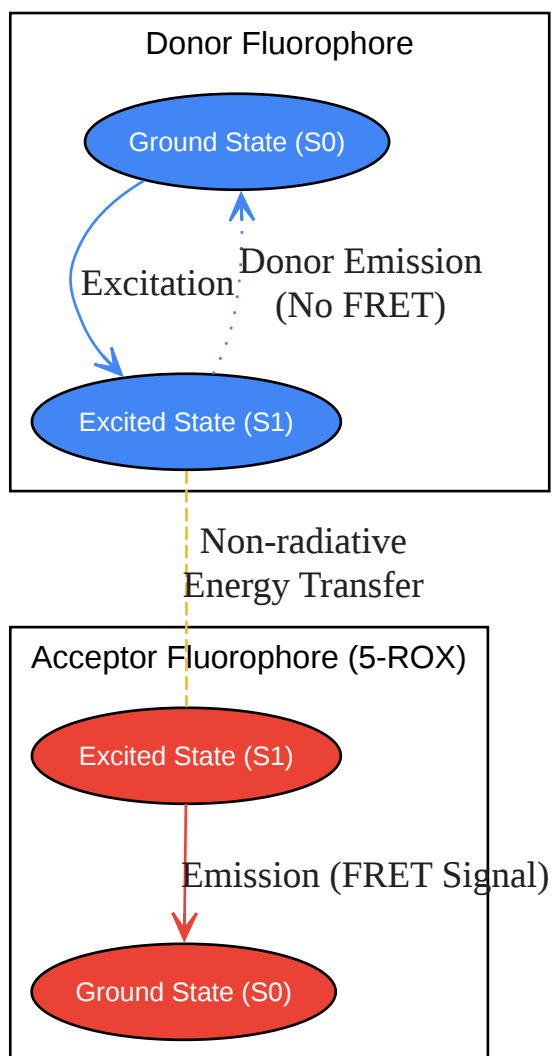 Donor Fluorophore
Ground State (S0)
Excitation
Donor Emission
(No FRET)
Excited State (S1)
Non-radiative
Energy Transfer
Acceptor Fluorophore (5-ROX)
Excited State (S1)
Emission (FRET Signal)
Ground State (S0)